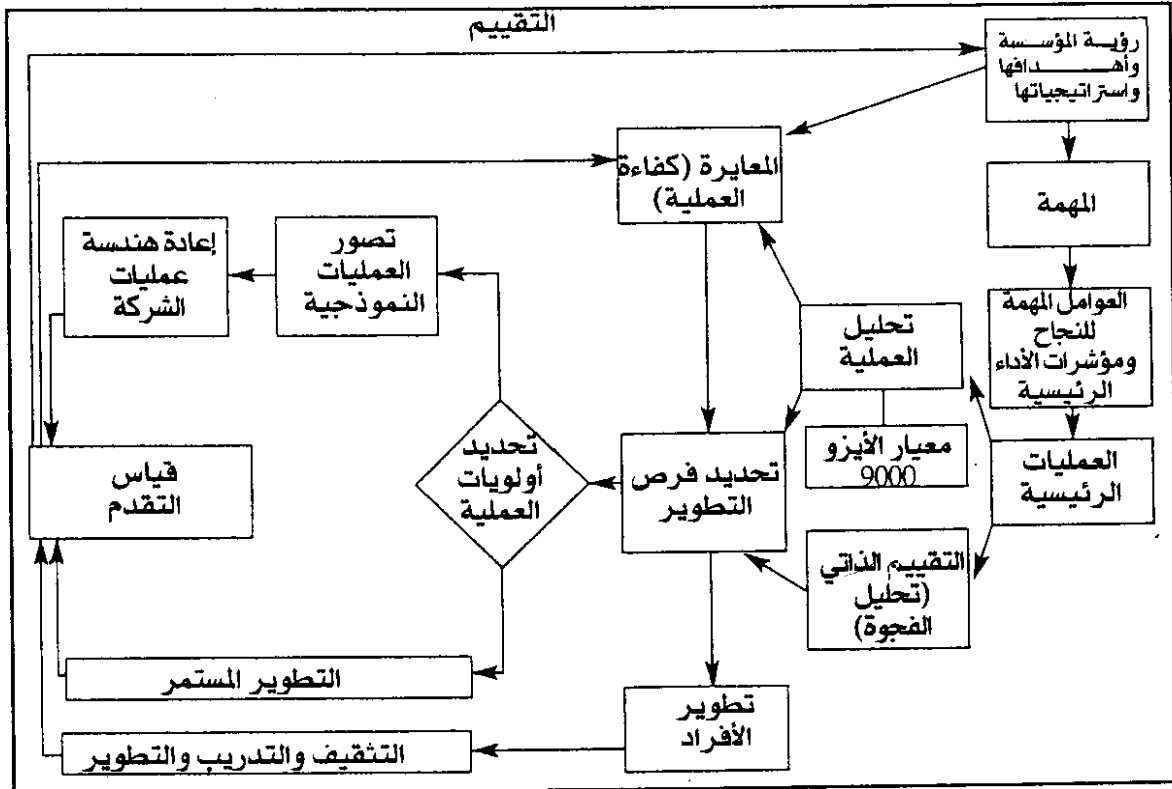 التقييم
رؤية المؤسسة
وأهدافها
واستراتيجياتها
المهمة
العوامل المهمة
للنجاح
ومؤشرات الأداء
الرئيسية
العمليات
الرئيسية
المعايرة (كفاءة
العملية)
تحليل
العملية
معيار الأيزو
9000
التقييم الذاتي
(تحليل
الفجوة)
تحديد فرص
التطوير
تطوير
الأفراد
تحديد
أولويات
العملية
تصور
العمليات
النموذجية
إعادة هندسة
عمليات
الشركة
قياس
التقدم
التطوير المستمر
التثقيف والتدريب والتطوير